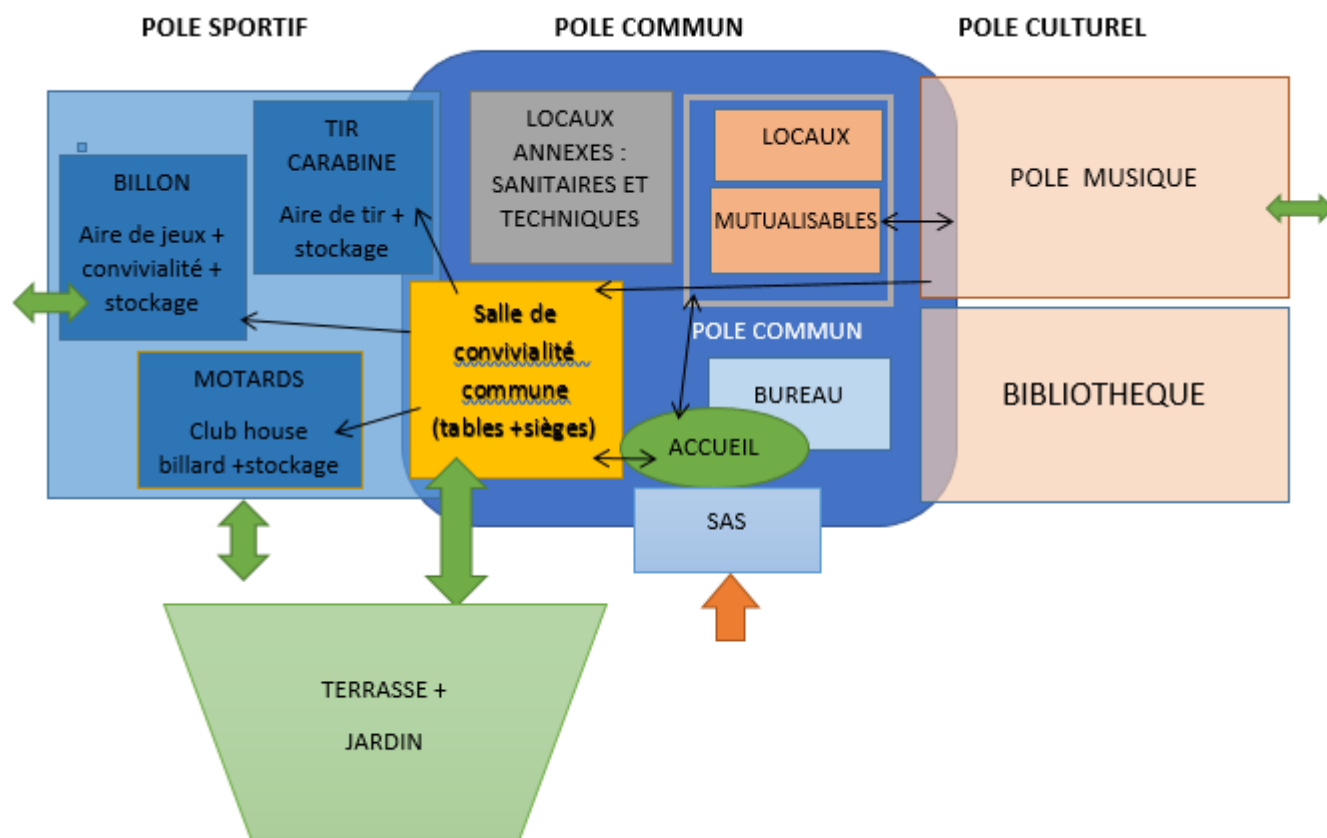 POLE SPORTIF
POLE COMMUN
POLE CULTUREL
TIR
CARABINE
Aire de tir +
stockage
BILLON
Aire de jeux +
convivialité +
stockage
MOTARDS
Club house
billard +stockage
LOCAUX
ANNEXES :
SANITAIRES ET
TECHNIQUES
LOCAUX
MUTUALISABLES
Salle de
convivialité
commune
(tables +sièges)
POLE COMMUN
BUREAU
ACCUEIL
SAS
POLE MUSIQUE
BIBLIOTHEQUE
TERRASSE +
JARDIN